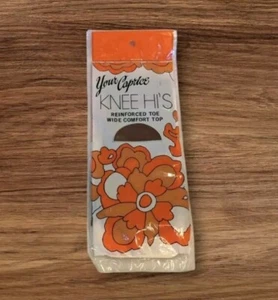 Your Caprice
KNEE HI'S
REINFORCED TOE
WIDE COMFORT TOP